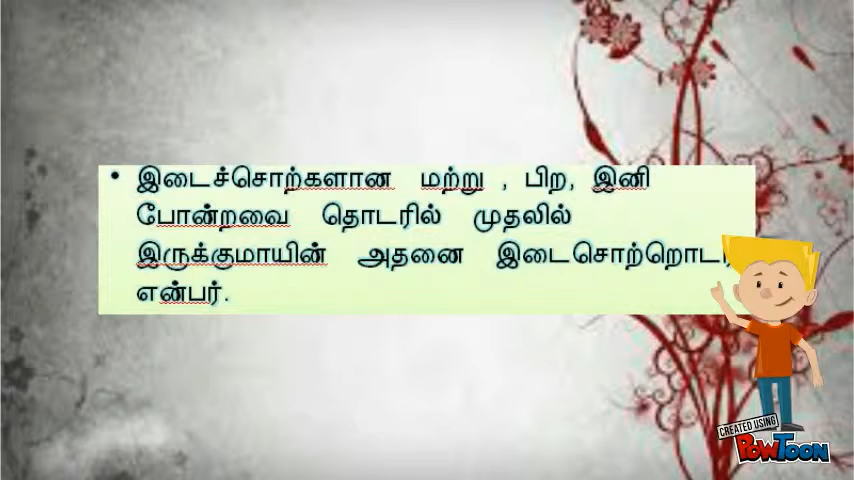 • இடைச்சொற்களான மற்று , பிற, இனி
போன்றவை தொடரில் முதலில்
இருக்குமாயின் அதனை
என்பர்.
CREATED USING
POWTOON